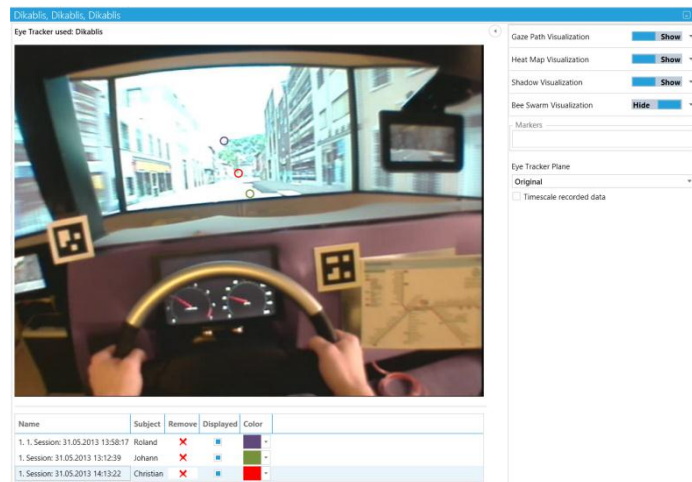 Dikablis, Dikablis, Dikablis
Eye Tracker used: Dikablis
Gaze Path Visualization Show
Heat Map Visualization Show
Shadow Visualization Show
Bee Swarm Visualization Hide
Markers
Eye Tracker Plane
Original
Timescale recorded data
Name Subject Remove Displayed Color
1. 1. Session: 31.05.2013 13:58:17 Roland
1. Session: 31.05.2013 13:12:39 Johann
1. Session: 31.05.2013 14:13:22 Christian